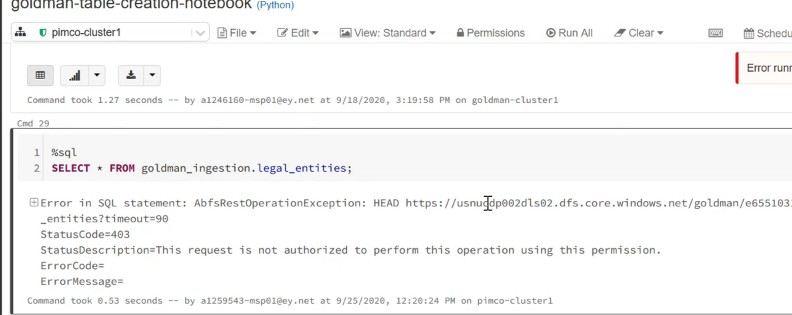 goldman-table-creation-notebook (Python)
pimco-cluster1 File Edit View: Standard Permissions Run All Clear Schedu
Error runn
Command took 1.27 seconds -- by a1246160-msp01@ey.net at 9/18/2020, 3:19:58 PM on goldman-cluster1
Cmd 29
1 %sql
2 SELECT * FROM goldman_ingestion.legal_entities;
Error in SQL statement: AbfsRestOperationException: HEAD https://usnucdp002dls02.dfs.core.windows.net/goldman/e655103
_entities?timeout=90
StatusCode=403
StatusDescription=This request is not authorized to perform this operation using this permission.
ErrorCode=
ErrorMessage=
Command took 0.53 seconds -- by a1259543-msp01@ey.net at 9/25/2020, 12:20:24 PM on pimco-cluster1